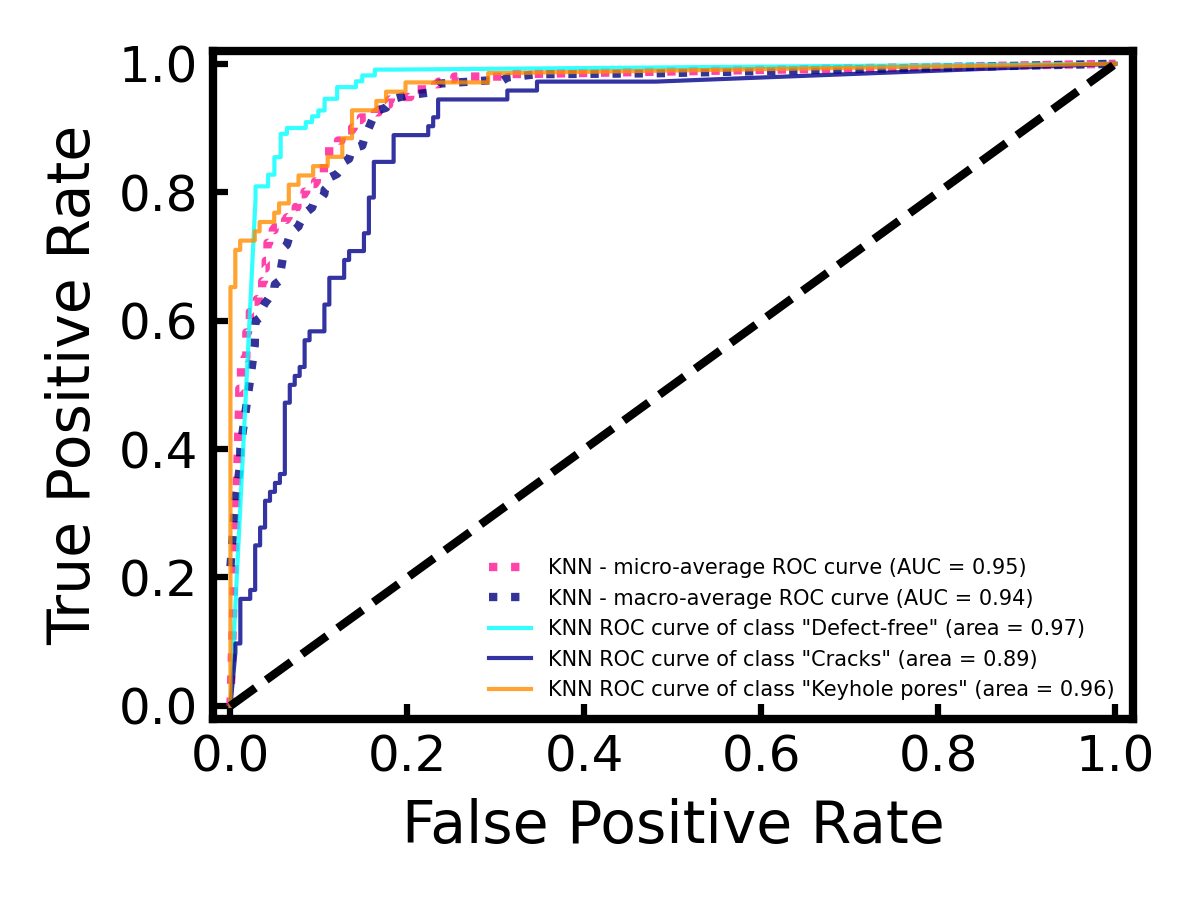 True Positive Rate
1.0
0.8
0.6
0.4
0.2
0.0
KNN - micro-average ROC curve (AUC = 0.95)
KNN - macro-average ROC curve (AUC = 0.94)
KNN ROC curve of class "Defect-free" (area = 0.97)
KNN ROC curve of class "Cracks" (area = 0.89)
KNN ROC curve of class "Keyhole pores" (area = 0.96)
0.0 0.2 0.4 0.6 0.8 1.0
False Positive Rate